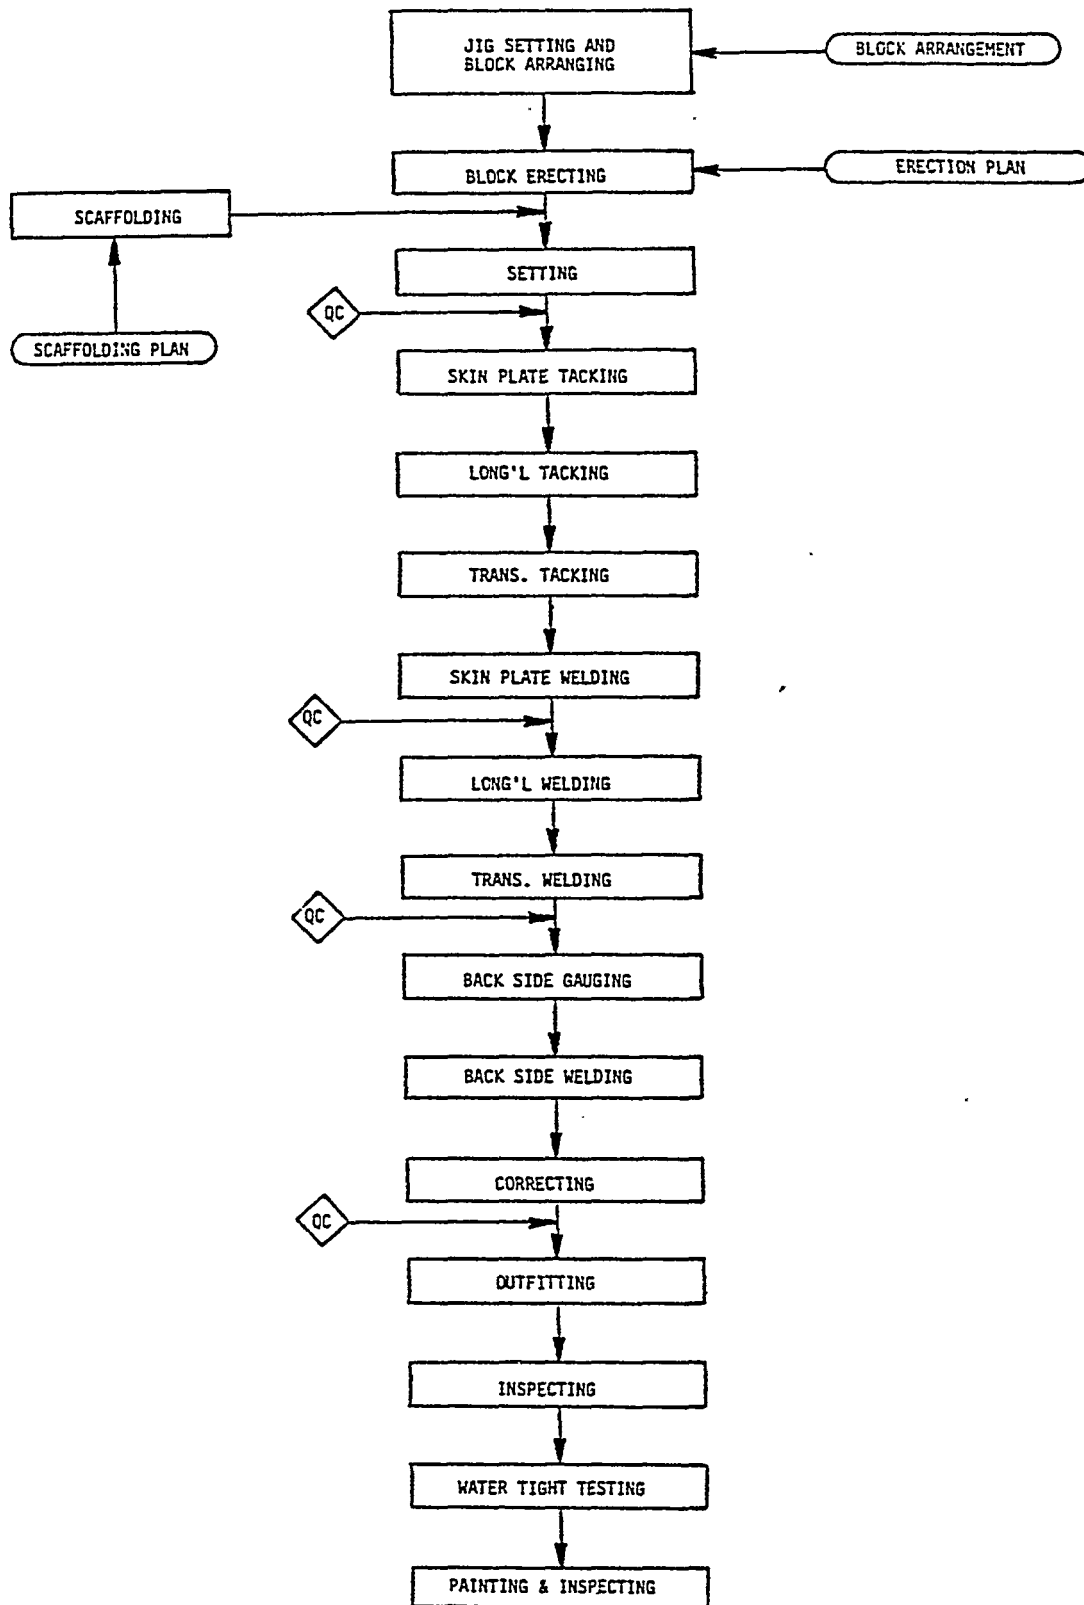 JIG SETTING AND
BLOCK ARRANGING
BLOCK ARRANGEMENT
BLOCK ERECTING
ERECTION PLAN
SCAFFOLDING
SETTING
QC
SCAFFOLDING PLAN
SKIN PLATE TACKING
LONG'L TACKING
TRANS. TACKING
SKIN PLATE WELDING
QC
LONG'L WELDING
TRANS. WELDING
QC
BACK SIDE GAUGING
BACK SIDE WELDING
CORRECTING
QC
OUTFITTING
INSPECTING
WATER TIGHT TESTING
PAINTING & INSPECTING